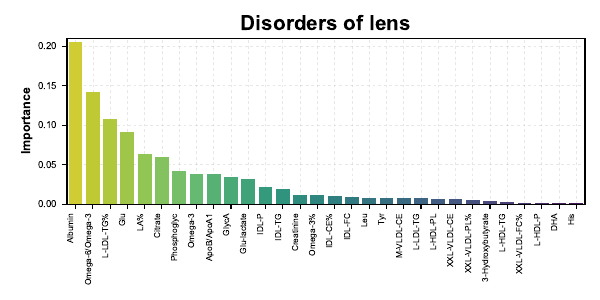 Disorders of lens
Importance
0.20
0.15
0.10
0.05
0.00
Albumin
Omega-6/Omega-3
L-LDL-TG%
Glu
LA%
Citrate
Phosphoglyc
Omega-3
ApoB/ApoA1
GlycA
Glu-lactate
IDL-P
IDL-TG
Creatinine
Omega-3%
IDL-CE%
IDL-FC
Leu
Tyr
M-VLDL-CE
L-LDL-TG
L-HDL-PL
XXL-VLDL-CE
XXL-VLDL-PL%
3-Hydroxybutyrate
L-HDL-TG
XXL-VLDL-FC%
L-HDL-P
DHA
His